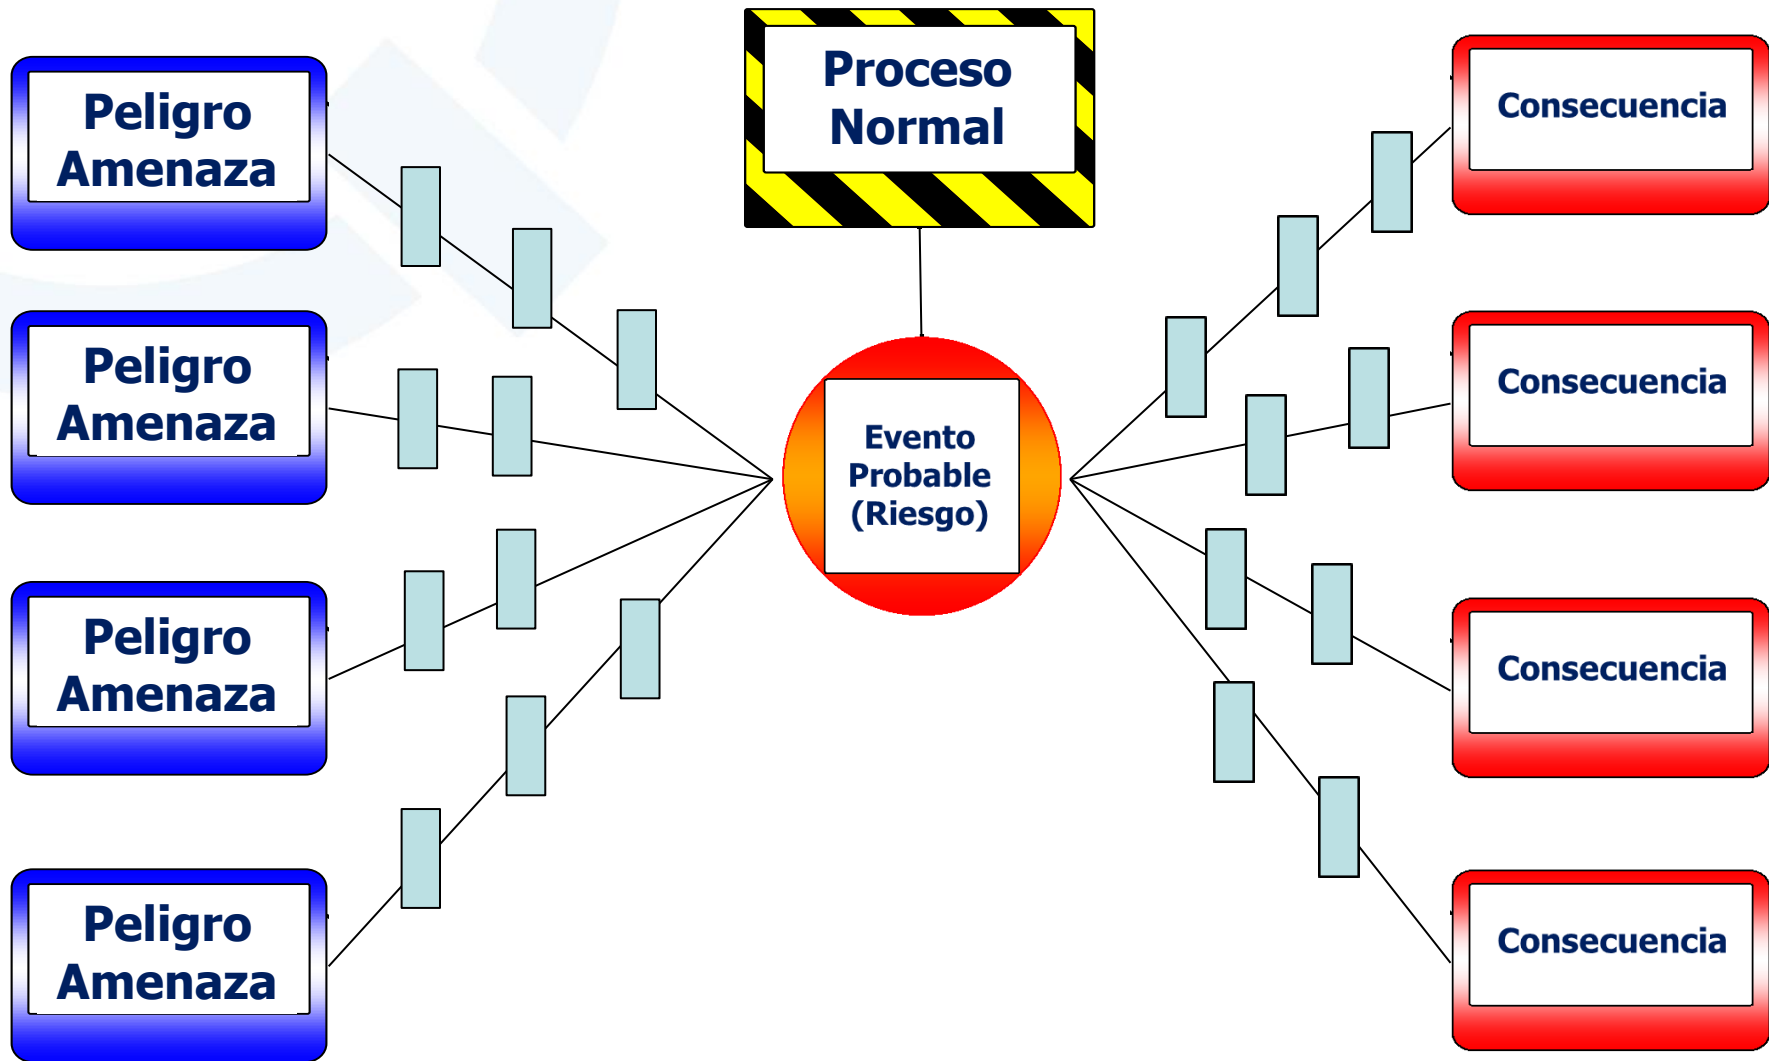 Proceso
Normal
Peligro
Amenaza
Peligro
Amenaza
Peligro
Amenaza
Peligro
Amenaza
Evento
Probable
(Riesgo)
Consecuencia
Consecuencia
Consecuencia
Consecuencia